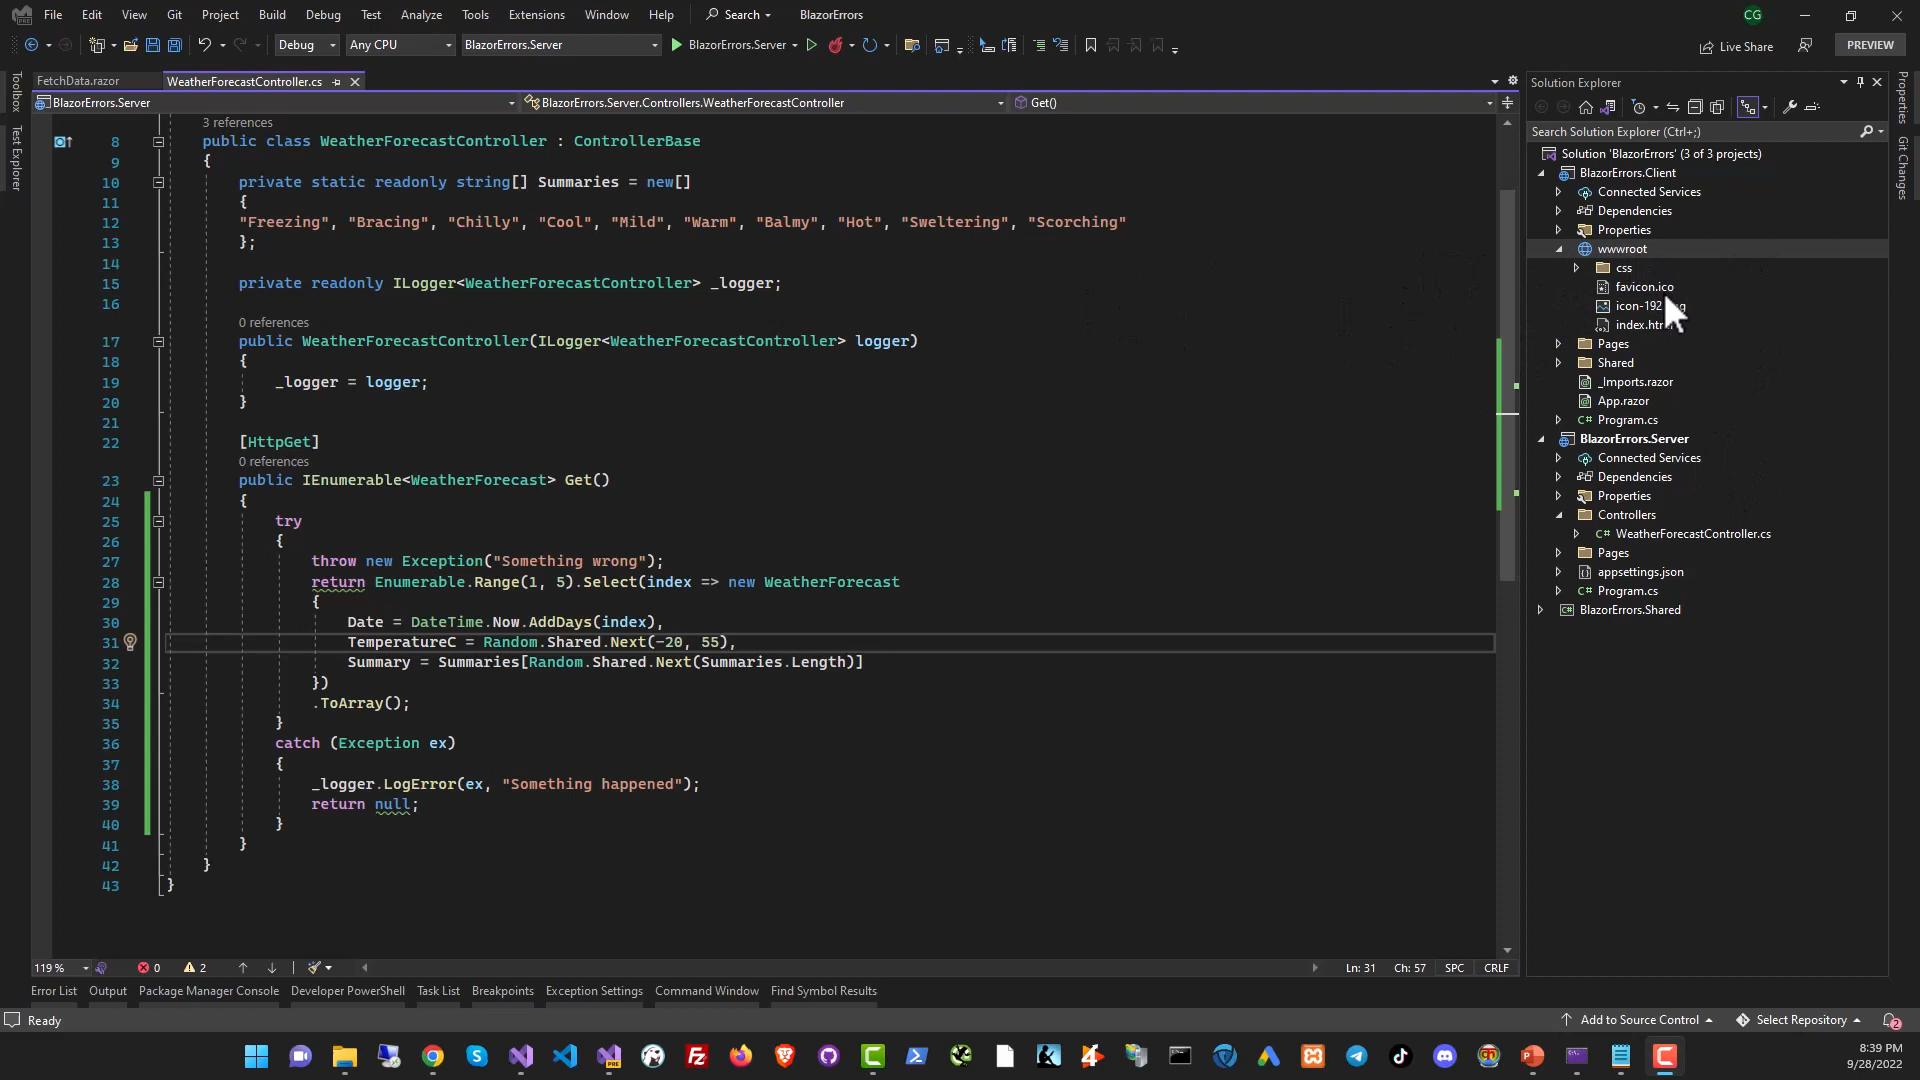 File Edit View Git Project Build Debug Test Analyze Tools Extensions Window Help Search BlazorErrors CG
Debug Any CPU BlazorErrors.Server BlazorErrors.Server Live Share PREVIEW
FetchData.razor WeatherForecastController.cs
BlazorErrors.Server BlazorErrors.Server.Controllers.WeatherForecastController Get()
Toolbox
Test Explorer
3 references
8 public class WeatherForecastController : ControllerBase
9 {
10 private static readonly string[] Summaries = new[]
11 {
12 "Freezing", "Bracing", "Chilly", "Cool", "Mild", "Warm", "Balmy", "Hot", "Sweltering", "Scorching"
13 };
14
15 private readonly ILogger<WeatherForecastController> _logger;
16
0 references
17 public WeatherForecastController(ILogger<WeatherForecastController> logger)
18 {
19 _logger = logger;
20 }
21
22 [HttpGet]
0 references
23 public IEnumerable<WeatherForecast> Get()
24 {
25 try
26 {
27 throw new Exception("Something wrong");
28 return Enumerable.Range(1, 5).Select(index => new WeatherForecast
29 {
30 Date = DateTime.Now.AddDays(index),
31 TemperatureC = Random.Shared.Next(-20, 55),
32 Summary = Summaries[Random.Shared.Next(Summaries.Length)]
33 })
34 .ToArray();
35 }
36 catch (Exception ex)
37 {
38 _logger.LogError(ex, "Something happened");
39 return null;
40 }
41 }
42 }
43 }
119 % 0 2 Ln: 31 Ch: 57 SPC CRLF
Solution Explorer
Search Solution Explorer (Ctrl+;)
Solution 'BlazorErrors' (3 of 3 projects)
BlazorErrors.Client
Connected Services
Dependencies
Properties
wwwroot
css
favicon.ico
icon-192
index.ht
Pages
Shared
_Imports.razor
App.razor
C# Program.cs
BlazorErrors.Server
Connected Services
Dependencies
Properties
Controllers
C# WeatherForecastController.cs
Pages
appsettings.json
C# Program.cs
C# BlazorErrors.Shared
Properties
Git Changes
Error List Output Package Manager Console Developer PowerShell Task List Breakpoints Exception Settings Command Window Find Symbol Results
Ready Add to Source Control Select Repository 2
8:39 PM
9/28/2022